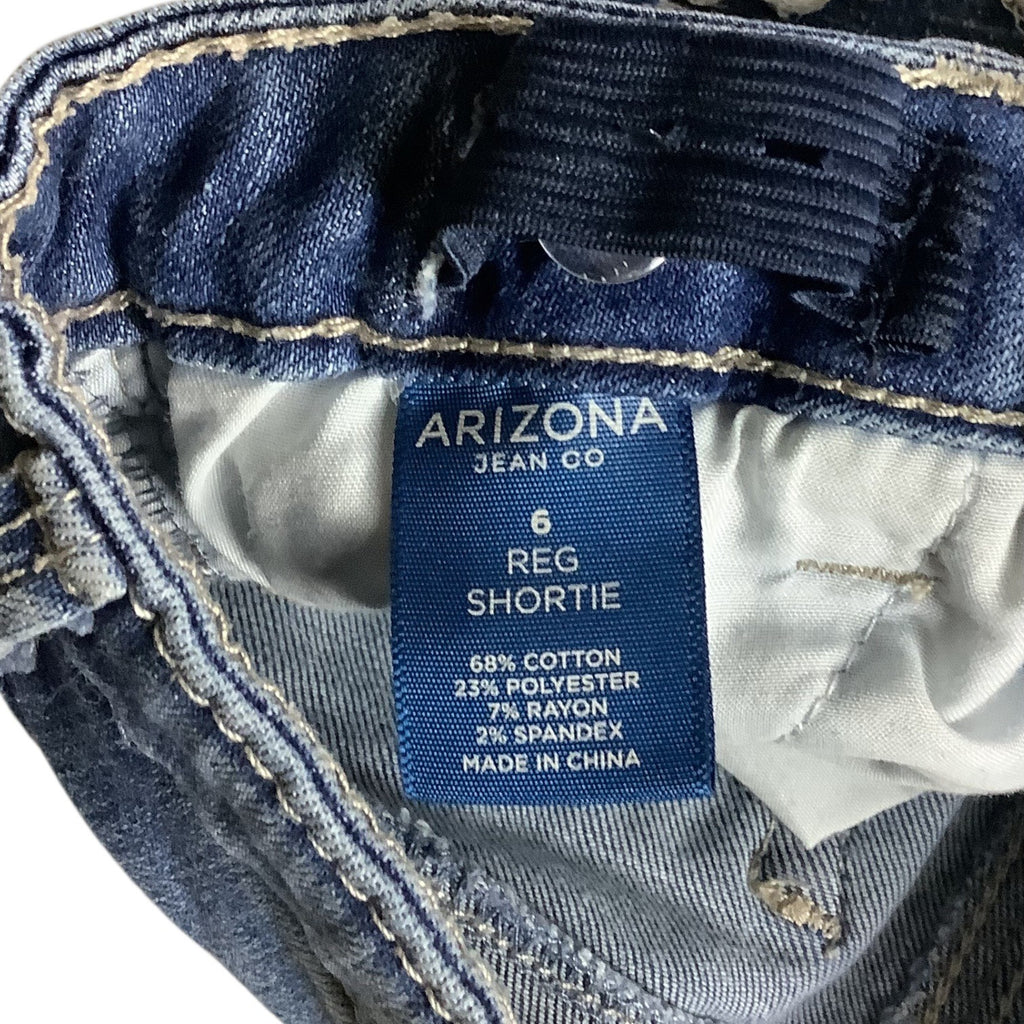 ARIZONA
JEAN CO
6
REG
SHORTIE
68% COTTON
23% POLYESTER
7% RAYON
2% SPANDEX
MADE IN CHINA